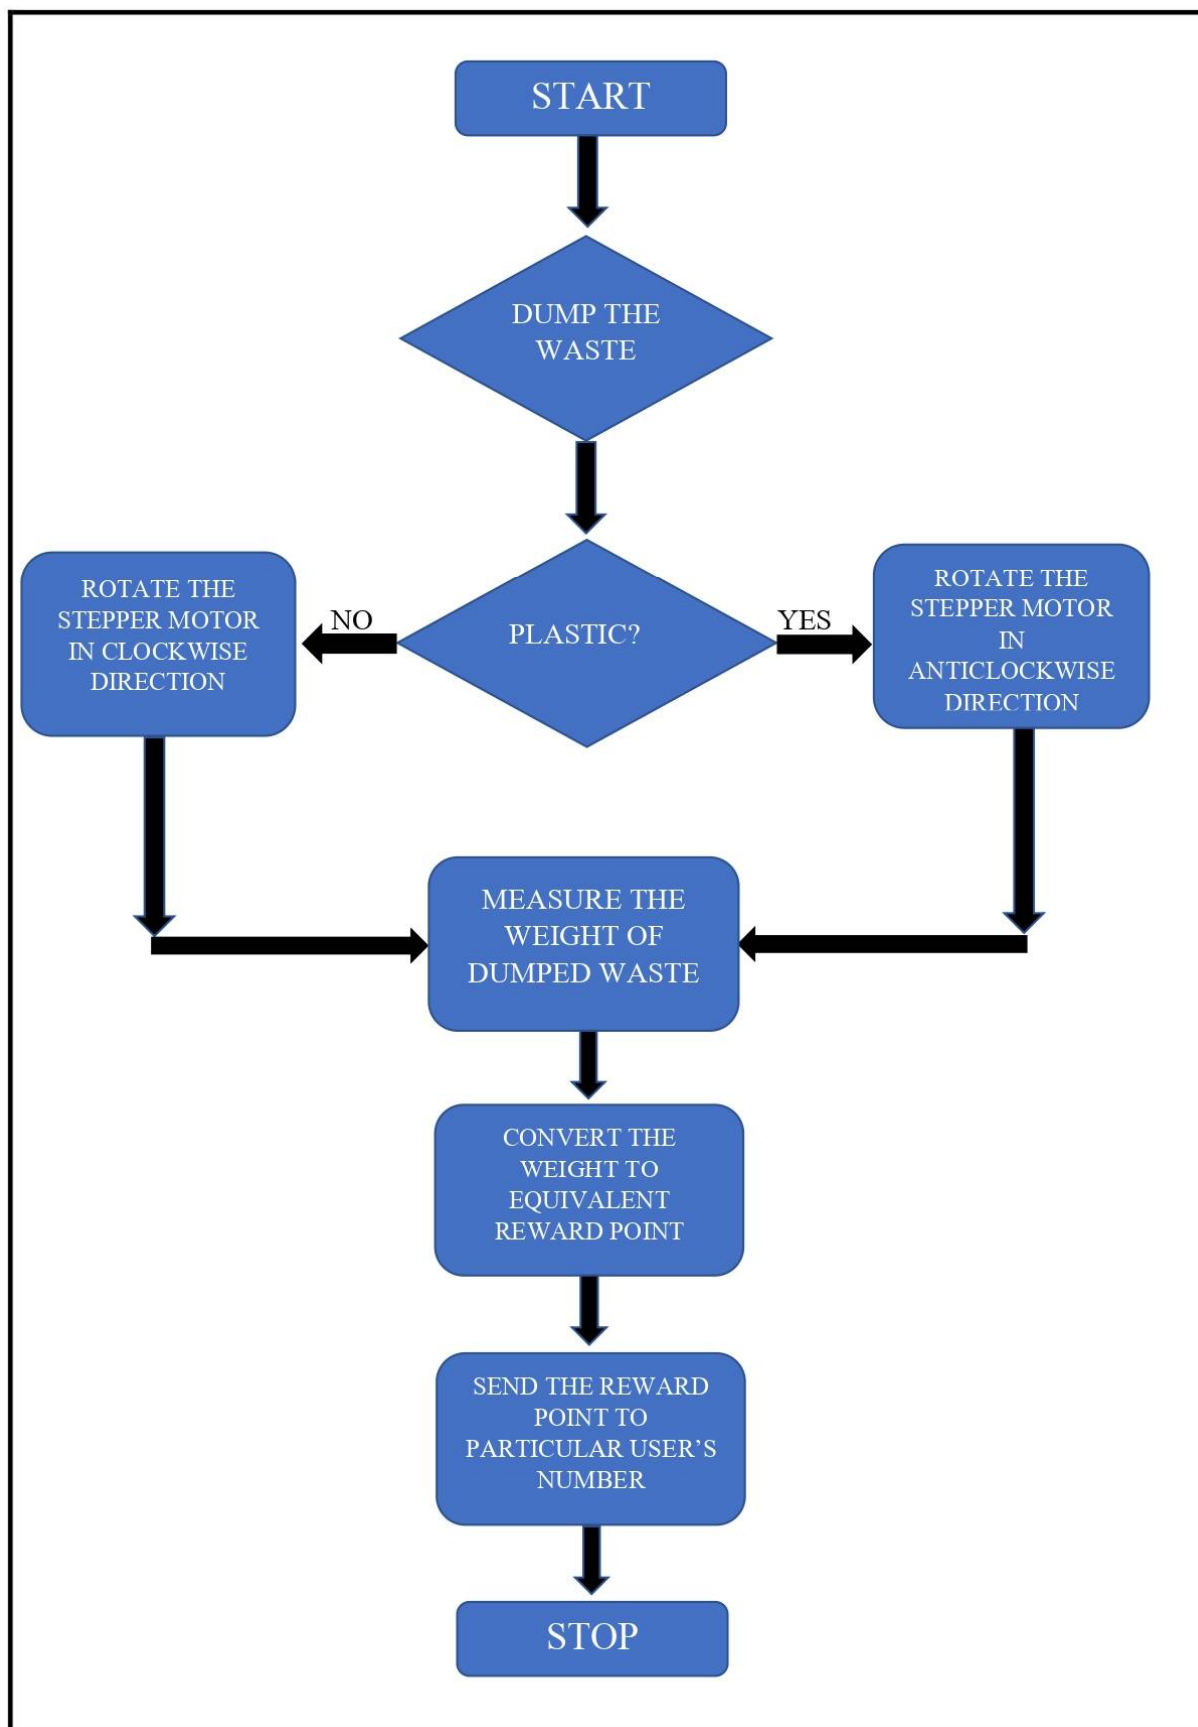 START
DUMP THE
WASTE
PLASTIC?
NO
YES
ROTATE THE
STEPPER MOTOR
IN CLOCKWISE
DIRECTION
ROTATE THE
STEPPER MOTOR
IN
ANTICLOCKWISE
DIRECTION
MEASURE THE
WEIGHT OF
DUMPED WASTE
CONVERT THE
WEIGHT TO
EQUIVALENT
REWARD POINT
SEND THE REWARD
POINT TO
PARTICULAR USER’S
NUMBER
STOP